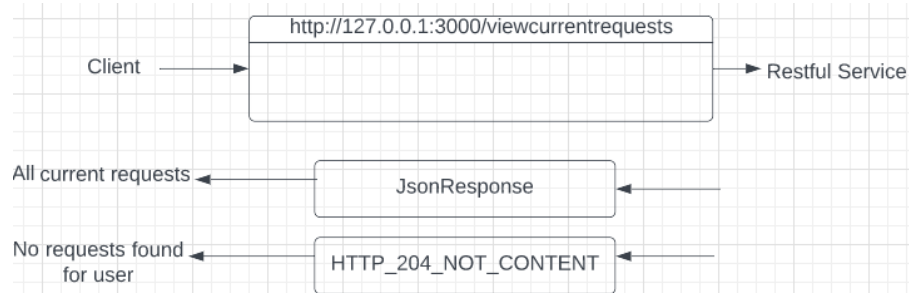 http://127.0.0.1:3000/viewcurrentrequests
Client
Restful Service
All current requests
JsonResponse
No requests found
for user
HTTP_204_NOT_CONTENT